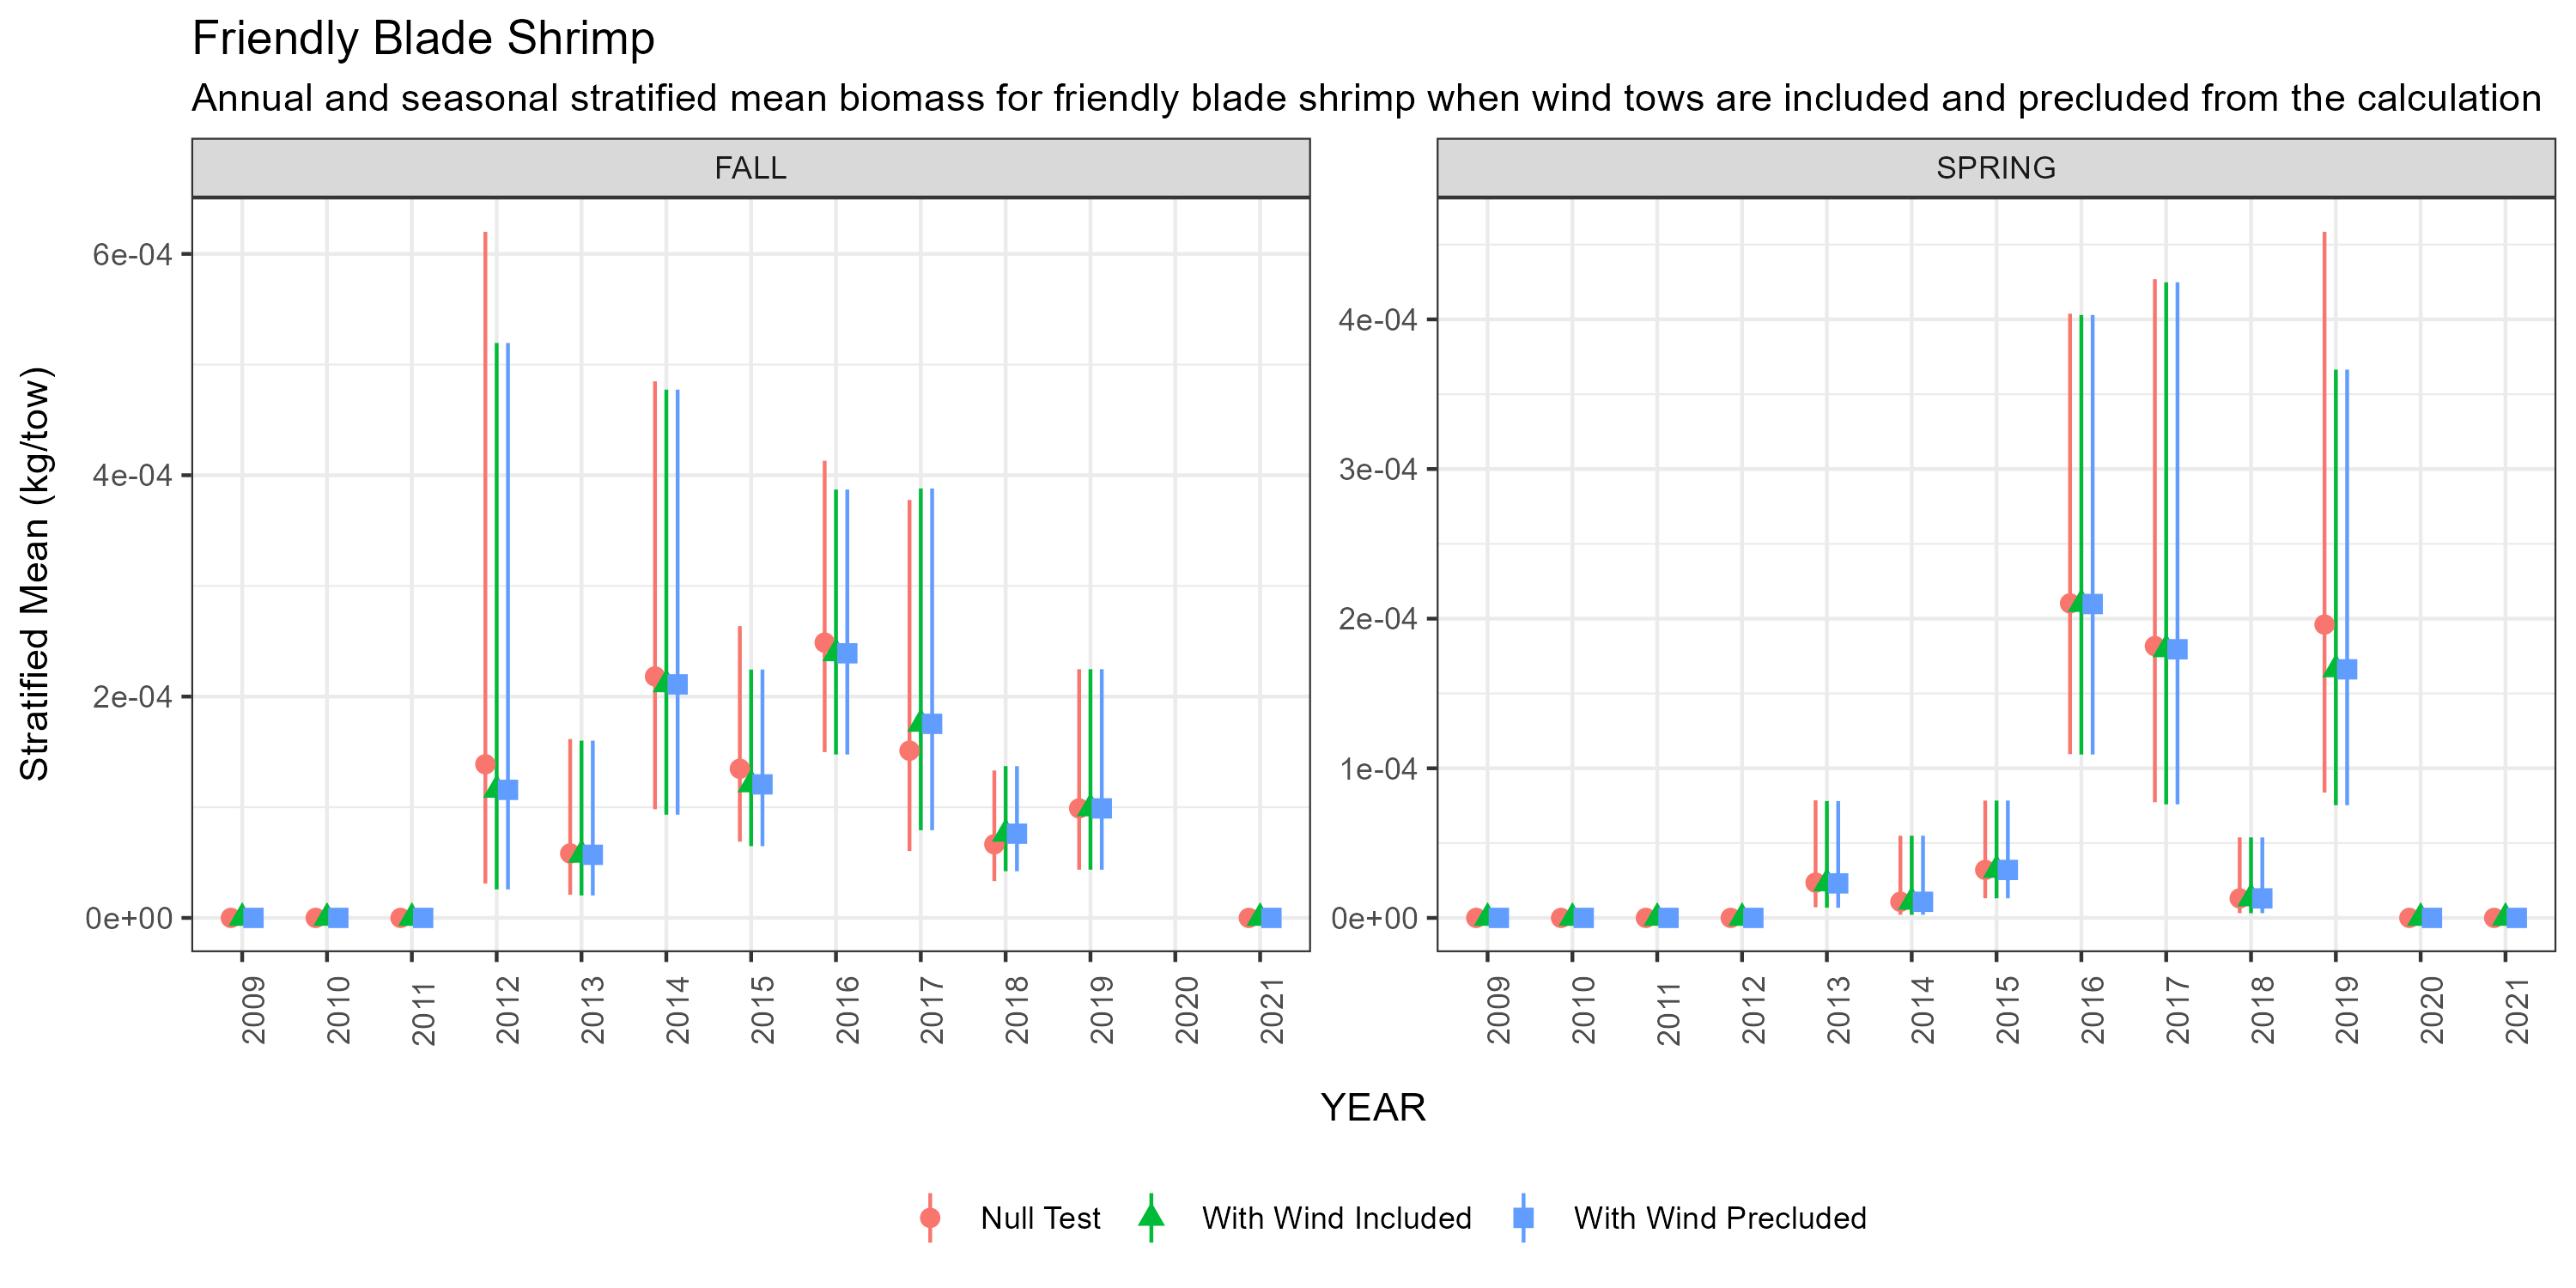 Friendly Blade Shrimp
Annual and seasonal stratified mean biomass for friendly blade shrimp when wind tows are included and precluded from the calculation
FALL
SPRING
Stratified Mean (kg/tow)
6e-04
4e-04
2e-04
0e+00
4e-04
3e-04
2e-04
1e-04
0e+00
2009 2010 2011 2012 2013 2014 2015 2016 2017 2018 2019 2020 2021
2009 2010 2011 2012 2013 2014 2015 2016 2017 2018 2019 2020 2021
YEAR
Null Test With Wind Included With Wind Precluded